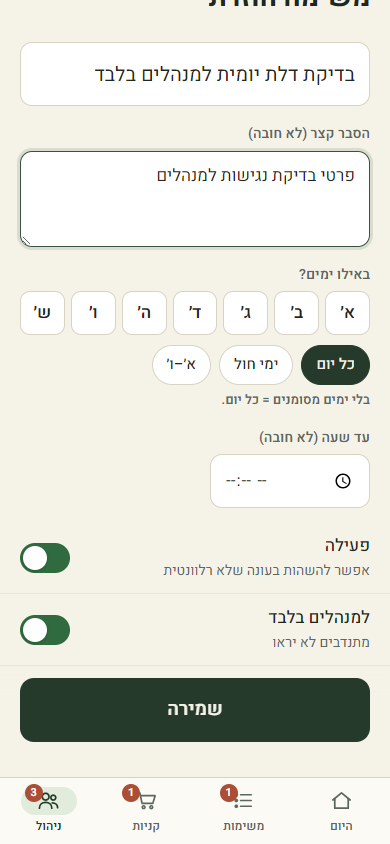 משימה חוזרת
בדיקת דלת יומית למנהלים בלבד
הסבר קצר (לא חובה)
פרטי בדיקת נגישות למנהלים
באילו ימים?
א׳ ב׳ ג׳ ד׳ ה׳ ו׳ ש׳
כל יום ימי חול א׳–ו׳
בלי ימים מסומנים = כל יום.
עד שעה (לא חובה)
--:-- --
פעילה
אפשר להשהות בעונה שלא רלוונטית
למנהלים בלבד
מתנדבים לא יראו
שמירה
1 1 3
היום משימות קניות ניהול